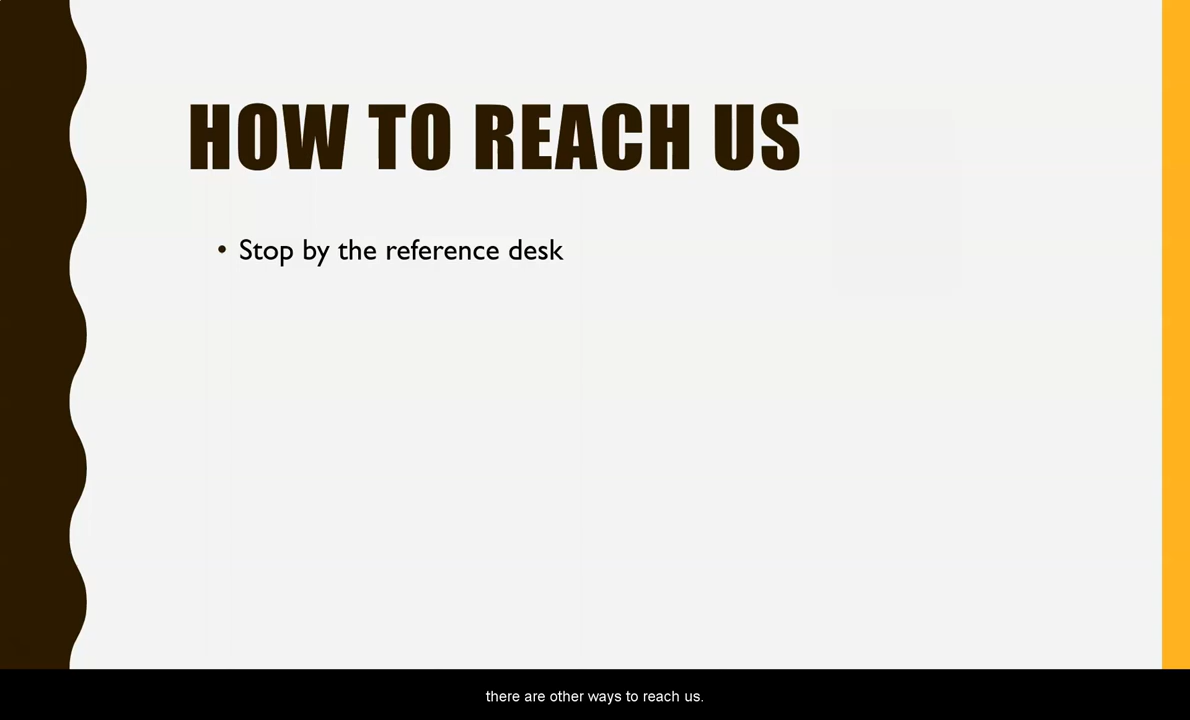 HOW TO REACH US
• Stop by the reference desk
there are other ways to reach us.